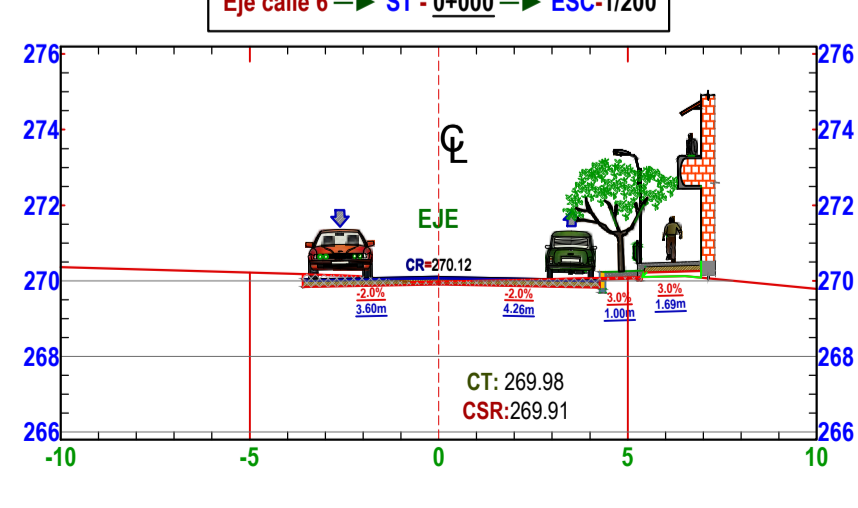 Eje calle 6 ST - 0+000 ESC-1/200
276 276
274 274
CL
272 272
EJE
CR=270.12
270 270
-2.0% -2.0% 3.0% 3.0%
3.60m 4.26m 1.00m 1.69m
268 268
CT: 269.98
CSR:269.91
266 266
-10 -5 0 5 10